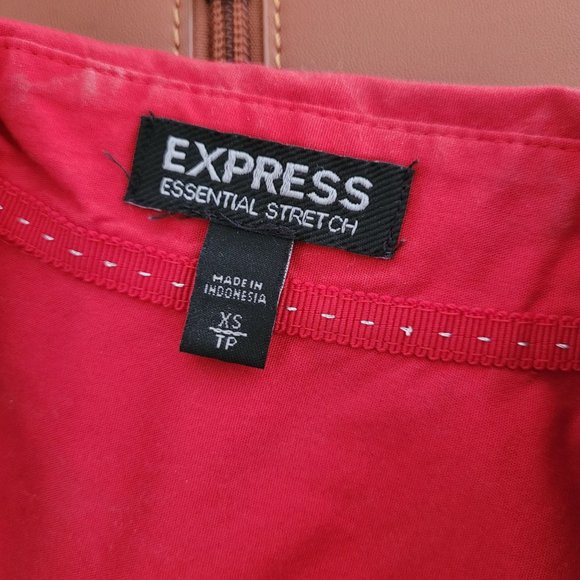 EXPRESS
ESSENTIAL STRETCH
MADE IN
INDONESIA
XS
TP